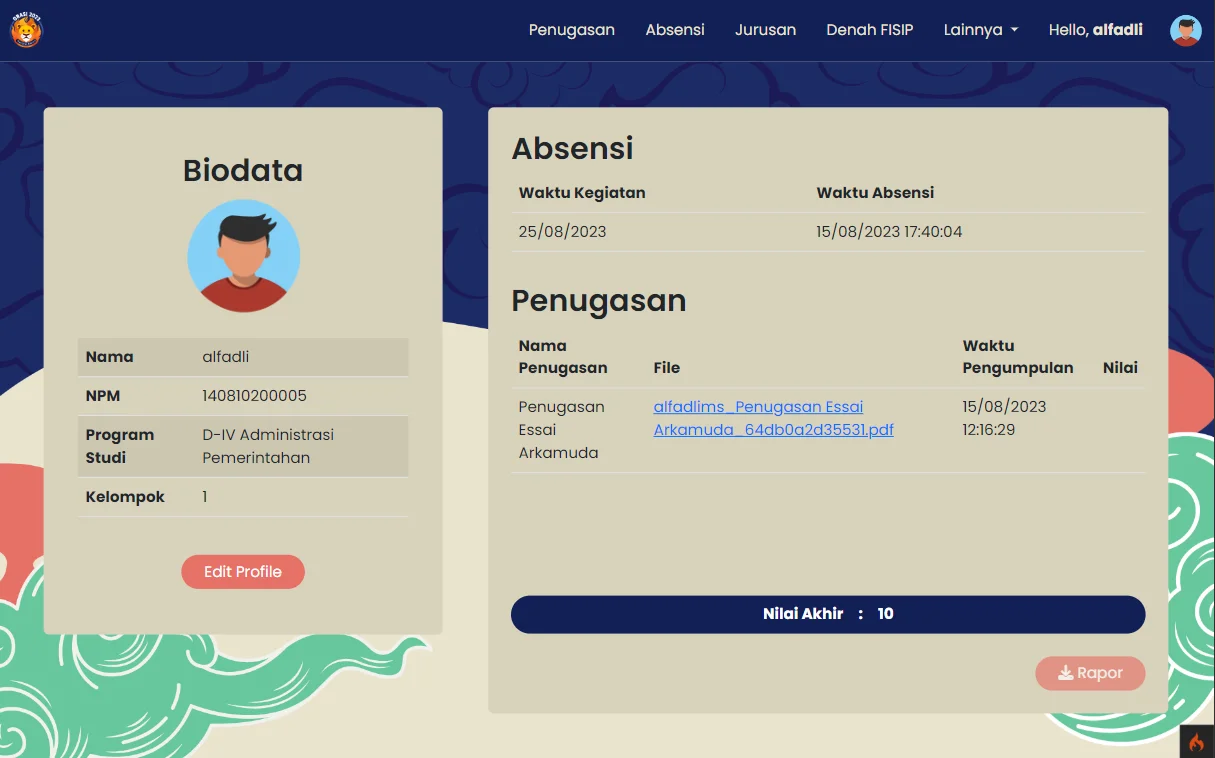 ORASI 2023
Penugasan Absensi Jurusan Denah FISIP Lainnya Hello, alfadli
Biodata
Nama alfadli
NPM 140810200005
Program D-IV Administrasi
Studi Pemerintahan
Kelompok 1
Edit Profile
Absensi
Waktu Kegiatan Waktu Absensi
25/08/2023 15/08/2023 17:40:04
Penugasan
Nama Waktu
Penugasan File Pengumpulan Nilai
Penugasan alfadlims_Penugasan Essai 15/08/2023
Essai Arkamuda_64db0a2d35531.pdf 12:16:29
Arkamuda
Nilai Akhir : 10
Rapor